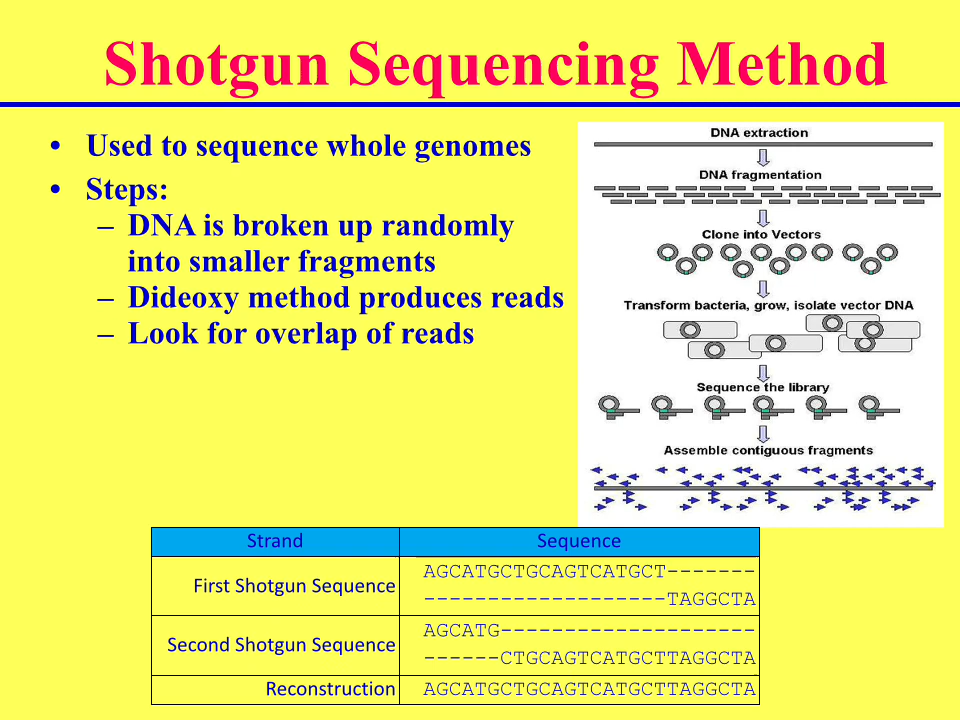 Shotgun Sequencing Method
• Used to sequence whole genomes
• Steps:
– DNA is broken up randomly
into smaller fragments
– Dideoxy method produces reads
– Look for overlap of reads
DNA extraction
DNA fragmentation
Clone into Vectors
Transform bacteria, grow, isolate vector DNA
Sequence the library
Assemble contiguous fragments
Strand Sequence
First Shotgun Sequence
AGCATGCTGCAGTCATGCT-------
-------------------TAGGCTA
Second Shotgun Sequence
AGCATG--------------------
------CTGCAGTCATGCTTAGGCTA
Reconstruction AGCATGCTGCAGTCATGCTTAGGCTA